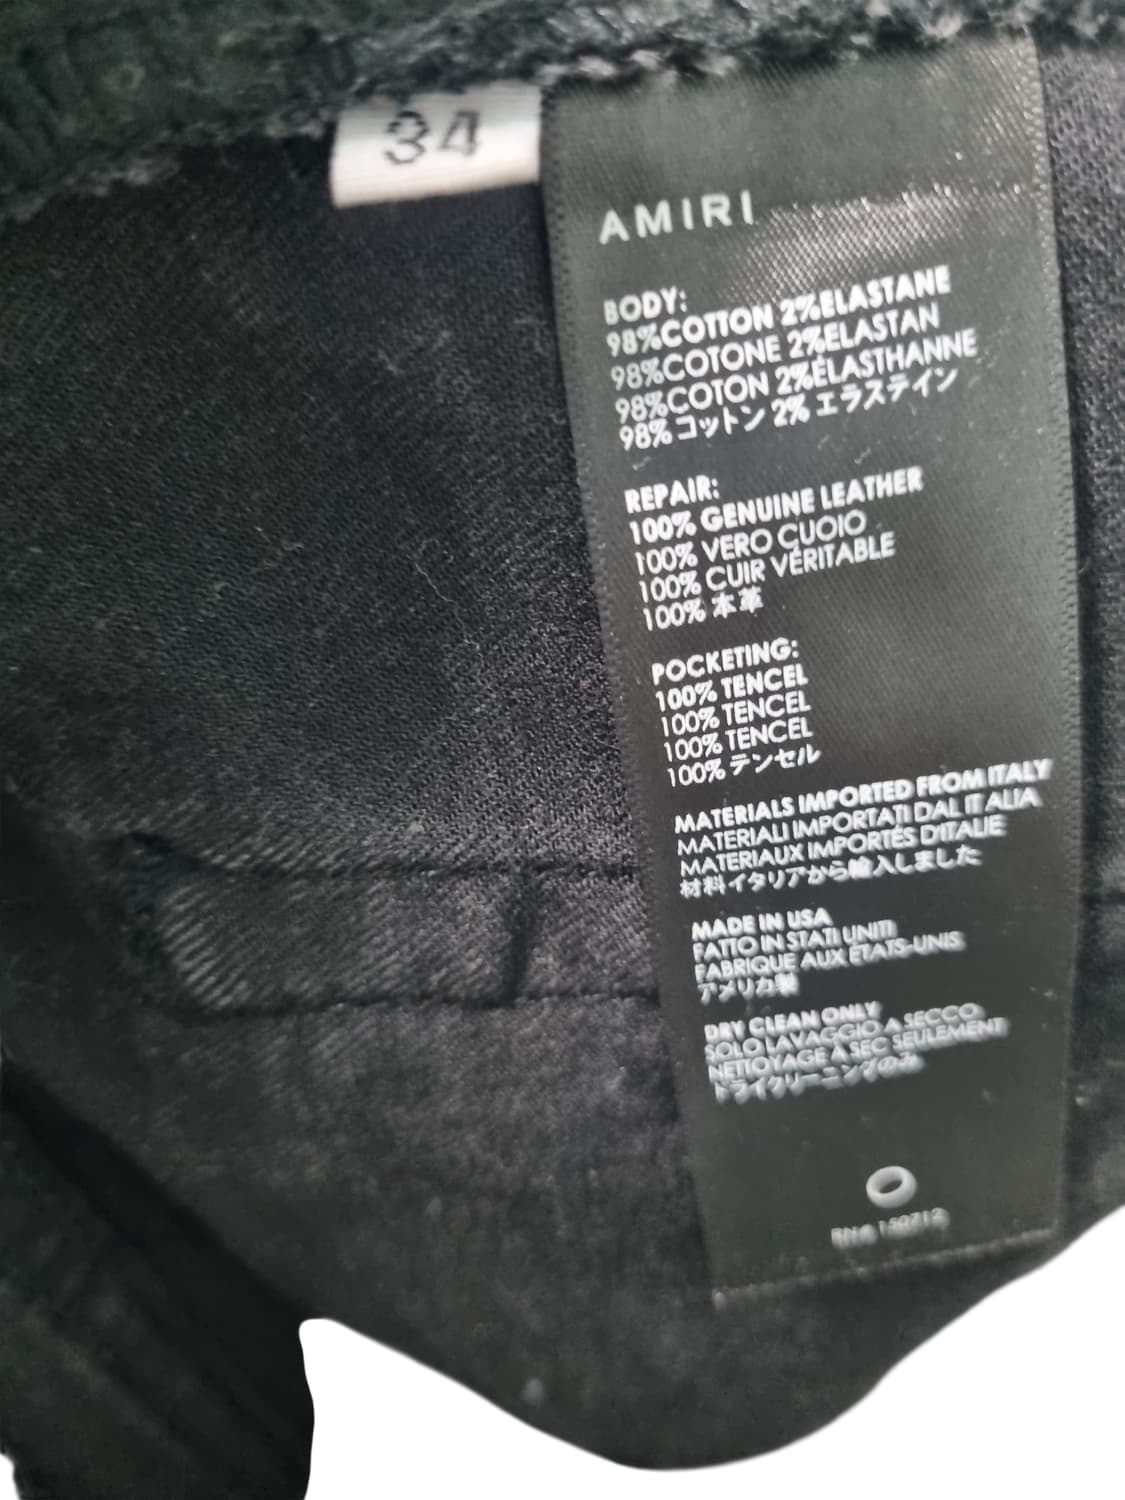 34
AMIRI
BODY:
98%COTTON 2%ELASTANE
98%COTONE 2%ELASTAN
98%COTON 2%ÉLASTHANNE
98%コットン 2% エラステイン
REPAIR:
100% GENUINE LEATHER
100% VERO CUOIO
100% CUIR VÉRITABLE
100% 本革
POCKETING:
100% TENCEL
100% TENCEL
100% TENCEL
100% テンセル
MATERIALS IMPORTED FROM ITALY
MATERIALI IMPORTATI DAL ITALIA
MATERIAUX IMPORTÉS D'ITALIE
材料イタリアから輸入しました
MADE IN USA
FATTO IN STATI UNITI
FABRIQUE AUX ÉTATS-UNIS
アメリカ製
DRY CLEAN ONLY
SOLO LAVAGGIO A SECCO
NETTOYAGE À SEC SEULEMENT
ドライクリーニングのみ
RN# 150712